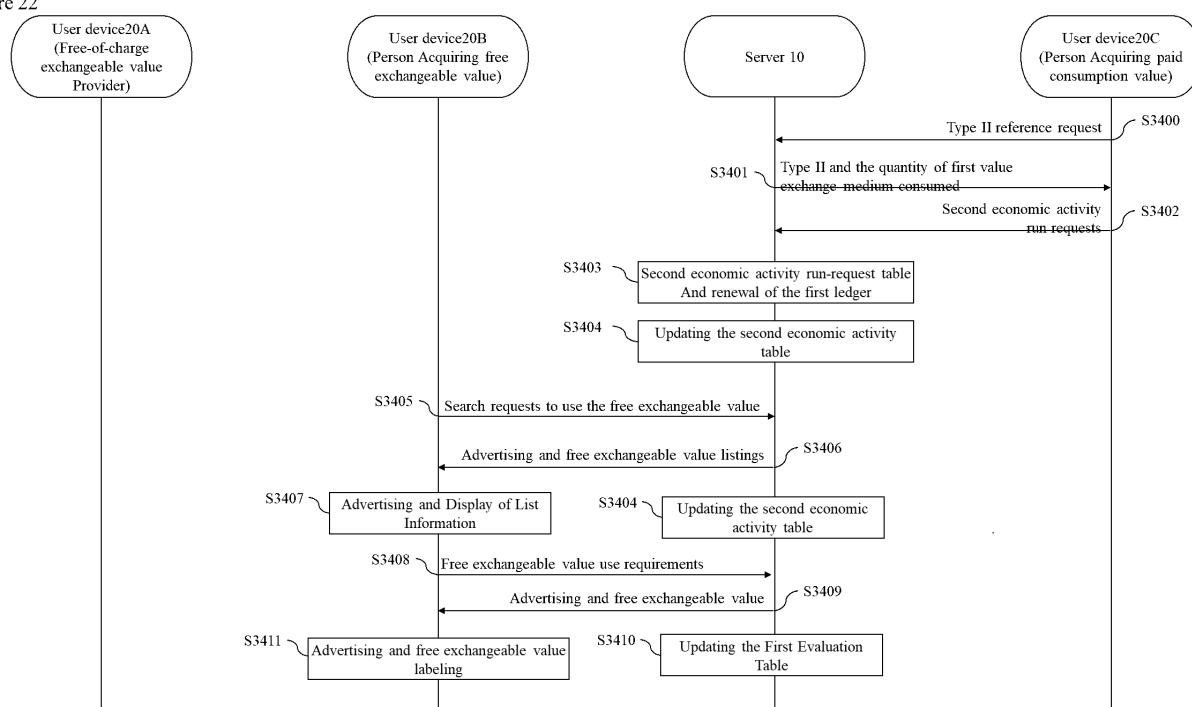 re 22
User device20A
(Free-of-charge
exchangeable value
Provider)
User device20B
(Person Acquiring free
exchangeable value)
Server 10
User device20C
(Person Acquiring paid
consumption value)
Type II reference request
S3400
S3401
Type II and the quantity of first value
exchange medium consumed
Second economic activity
run requests
S3402
S3403
Second economic activity run-request table
And renewal of the first ledger
S3404
Updating the second economic activity
table
S3405
Search requests to use the free exchangeable value
Advertising and free exchangeable value listings
S3406
S3407
Advertising and Display of List
Information
S3404
Updating the second economic
activity table
S3408
Free exchangeable value use requirements
Advertising and free exchangeable value
S3409
S3411
Advertising and free exchangeable value
labeling
S3410
Updating the First Evaluation
Table